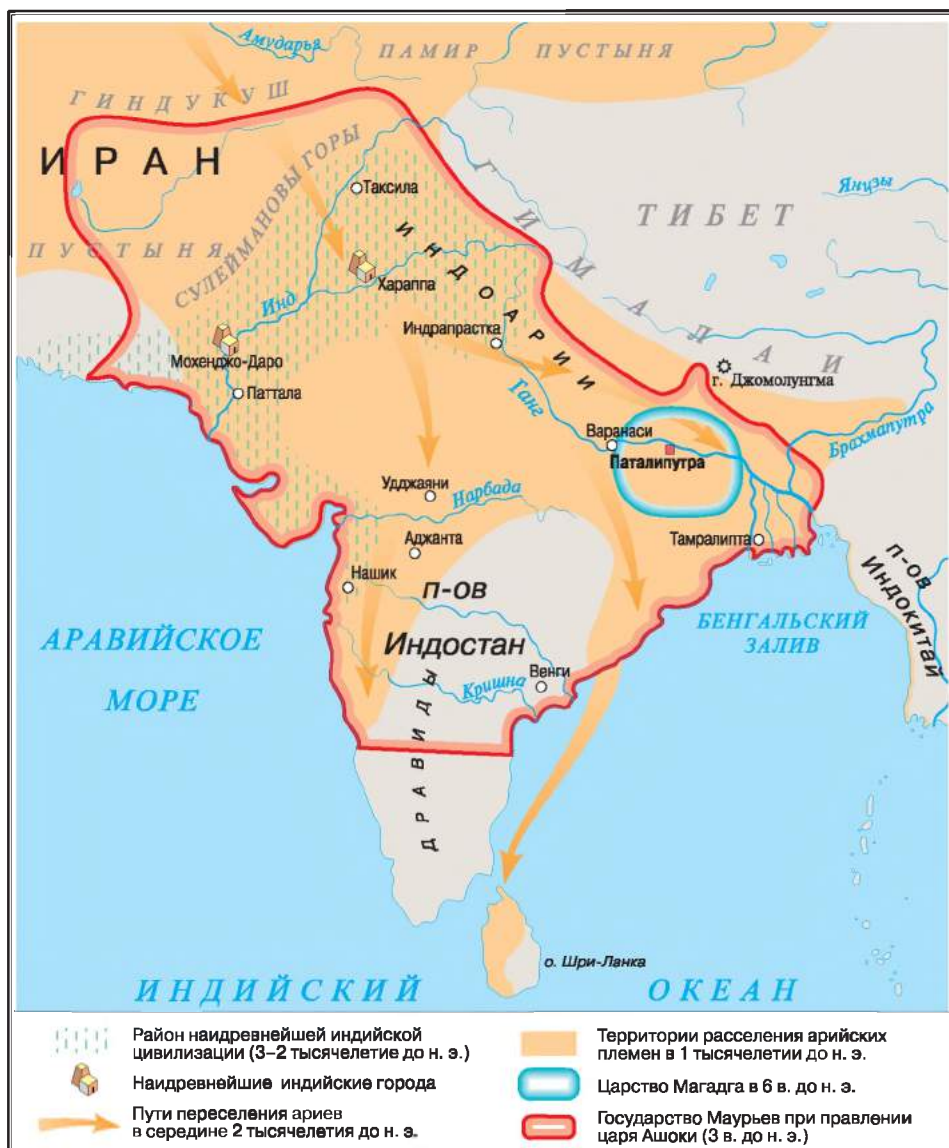 Амударья
ПАМИР
ПУСТЫНЯ
ГИНДУКУШ
ИРАН
СУЛЕЙМАНОВЫ ГОРЫ
Таксила
ГИМАЛАИ
ТИБЕТ
Янцзы
ПУСТЫНЯ
ИНДОАРИИ
Инд
Хараппа
Индрапрастка
Мохенджо-Даро
Паттала
Ганг
г. Джомолунгма
Брахмапутра
Варанаси
Паталипутра
Удджаяни
Нарбада
Аджанта
Тамралипта
Нашик
п-ов
Индостан
п-ов
Индокитай
АРАВИЙСКОЕ
МОРЕ
БЕНГАЛЬСКИЙ
ЗАЛИВ
Венги
Кришна
ДРАВИДЫ
о. Шри-Ланка
ИНДИЙСКИЙ
ОКЕАН
Район наидревнейшей индийской
цивилизации (3–2 тысячелетие до н. э.)
Наидревнейшие индийские города
Пути переселения ариев
в середине 2 тысячелетия до н. э.
Территории расселения арийских
племен в 1 тысячелетии до н. э.
Царство Магадга в 6 в. до н. э.
Государство Маурьев при правлении
царя Ашоки (3 в. до н. э.)